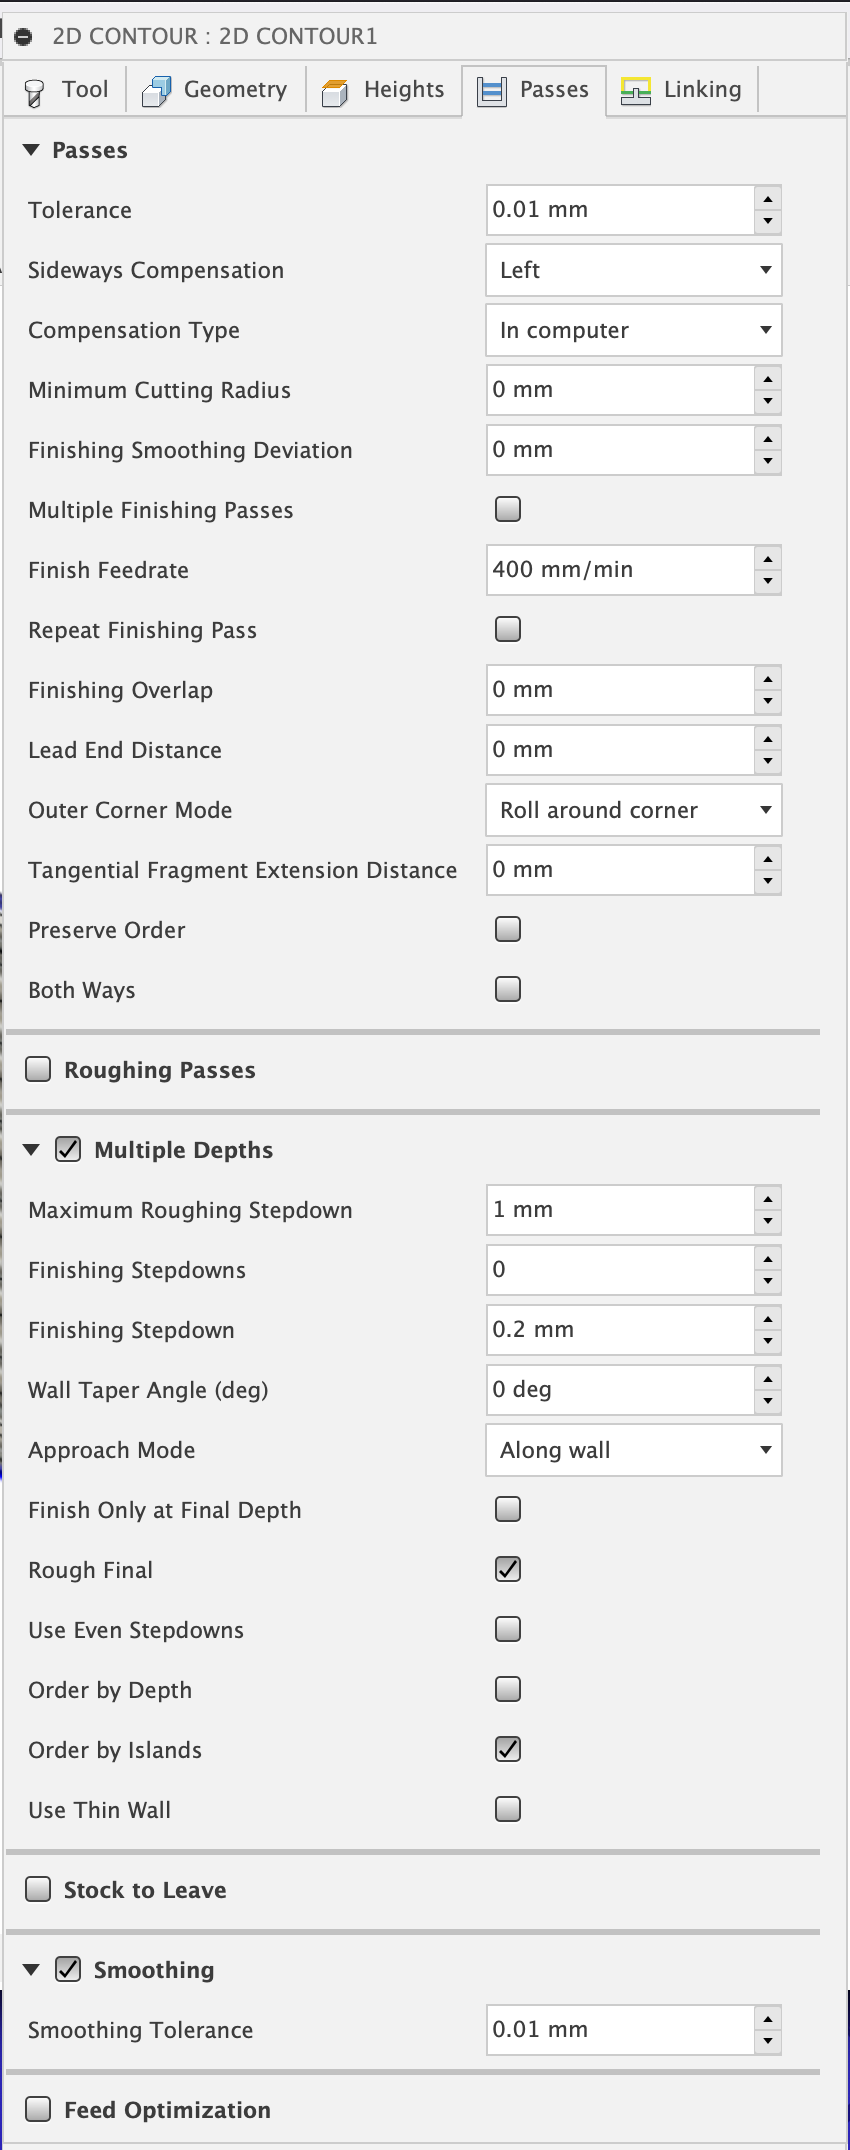 2D CONTOUR : 2D CONTOUR1
Tool Geometry Heights Passes Linking
Passes
Tolerance 0.01 mm
Sideways Compensation Left
Compensation Type In computer
Minimum Cutting Radius 0 mm
Finishing Smoothing Deviation 0 mm
Multiple Finishing Passes
Finish Feedrate 400 mm/min
Repeat Finishing Pass
Finishing Overlap 0 mm
Lead End Distance 0 mm
Outer Corner Mode Roll around corner
Tangential Fragment Extension Distance 0 mm
Preserve Order
Both Ways
Roughing Passes
Multiple Depths
Maximum Roughing Stepdown 1 mm
Finishing Stepdowns 0
Finishing Stepdown 0.2 mm
Wall Taper Angle (deg) 0 deg
Approach Mode Along wall
Finish Only at Final Depth
Rough Final
Use Even Stepdowns
Order by Depth
Order by Islands
Use Thin Wall
Stock to Leave
Smoothing
Smoothing Tolerance 0.01 mm
Feed Optimization